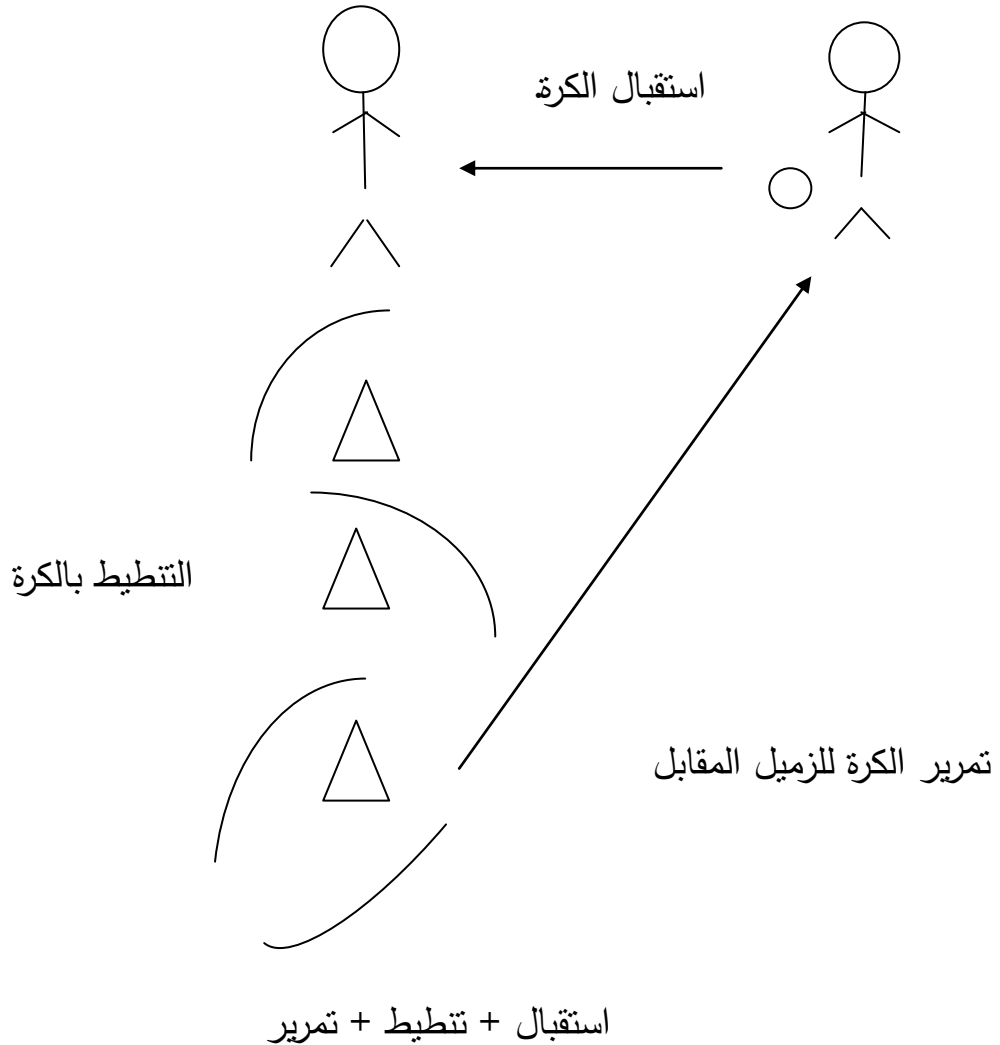 استقبال الكرة
التنطيط بالكرة
تمرير الكرة للزميل المقابل
استقبال + تنطيط + تمرير